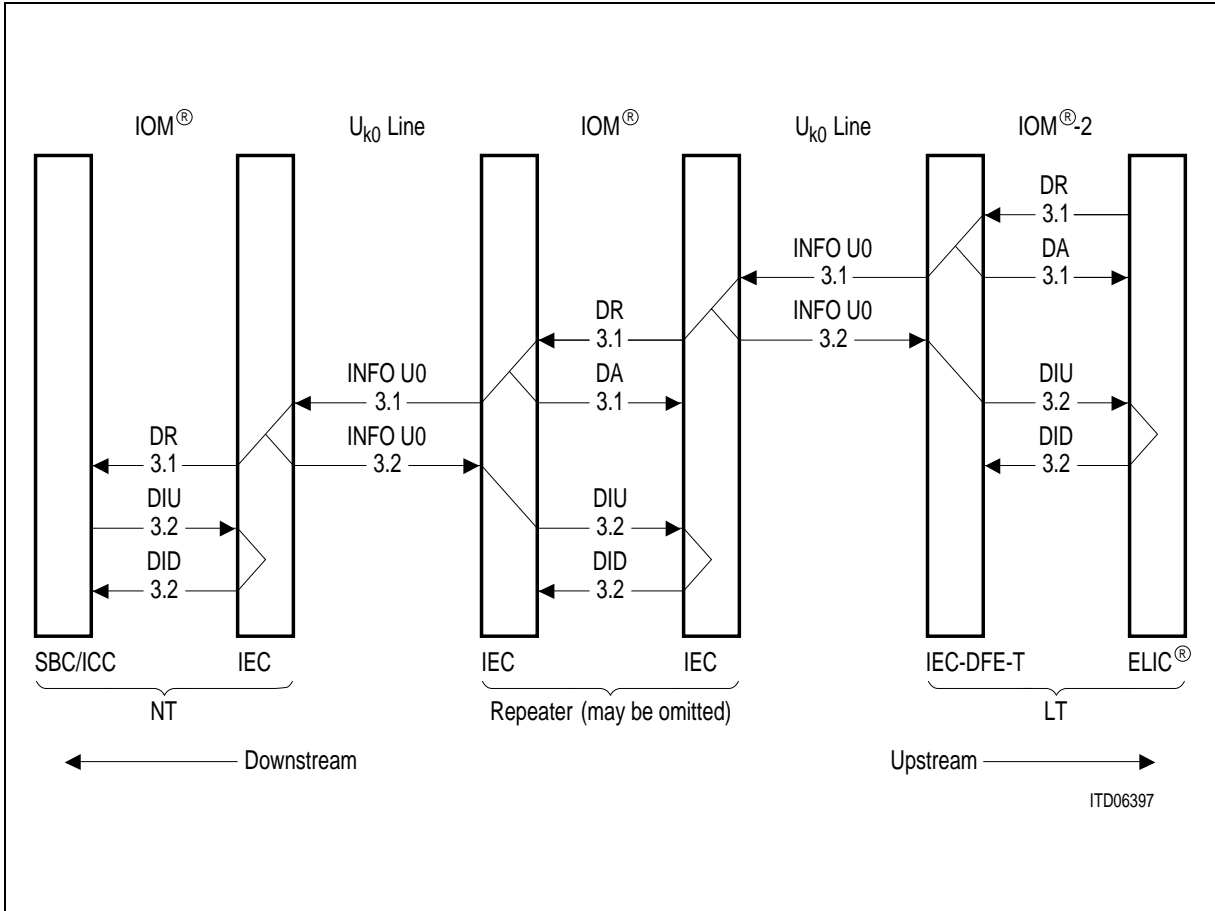 IOM® U_k0 Line IOM® U_k0 Line IOM®-2
DR
3.1
INFO U0 DA
3.1 3.1
DR INFO U0
3.1 3.2
INFO U0 DA DIU
3.1 3.1 3.2
DR INFO U0 DID
3.1 3.2 3.2
DIU DIU
3.2 3.2
DID DID
3.2 3.2
SBC/ICC IEC IEC IEC IEC-DFE-T ELIC®
NT Repeater (may be omitted) LT
Downstream Upstream
ITD06397